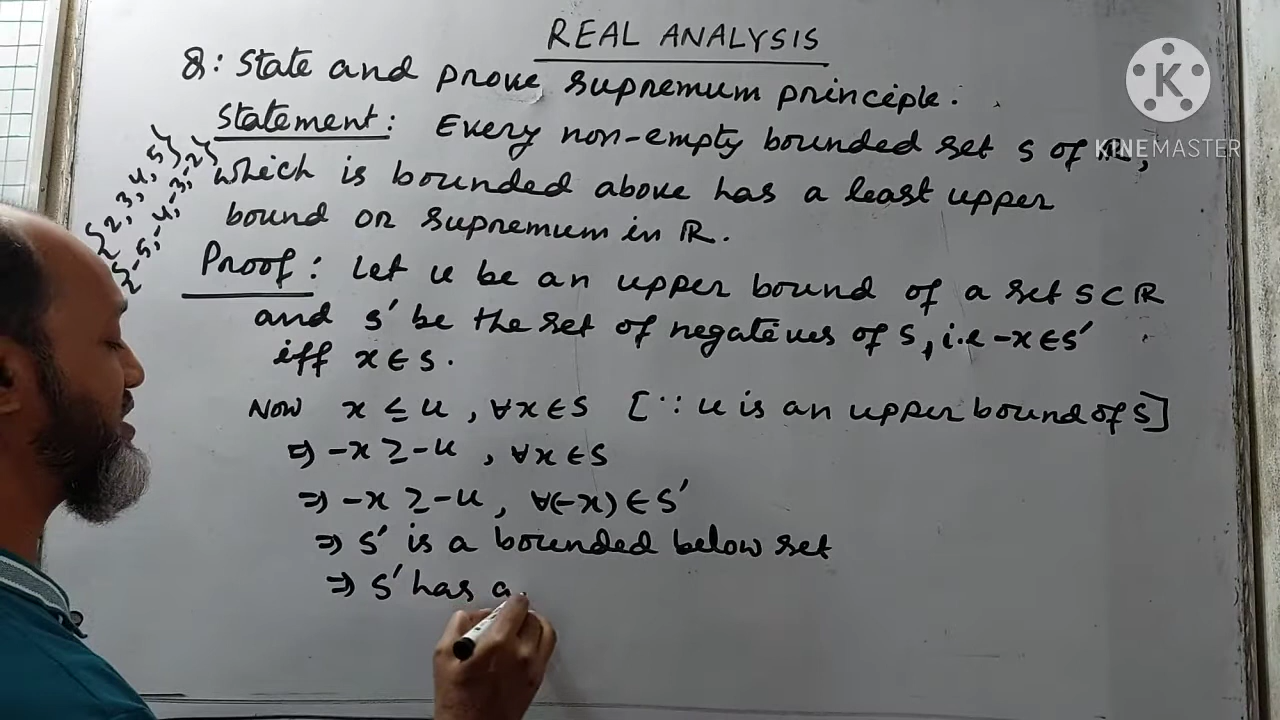 REAL ANALYSIS
Q: State and prove supremum principle.
Statement: Every non-empty bounded set S of ℝ,
which is bounded above has a least upper
bound or supremum in ℝ.
Proof: Let u be an upper bound of a set S⊂ℝ
and S' be the set of negatives of S, i.e -x∈S'
iff x∈S.
Now x ≤ u, ∀x∈S [∵ u is an upper bound of S]
⇒ -x ≥ -u, ∀x∈S
⇒ -x ≥ -u, ∀(-x)∈S'
⇒ S' is a bounded below set
⇒ S' has a
{2,3,4,5}
{-5,-4,-3,-2}
K
KINEMASTER